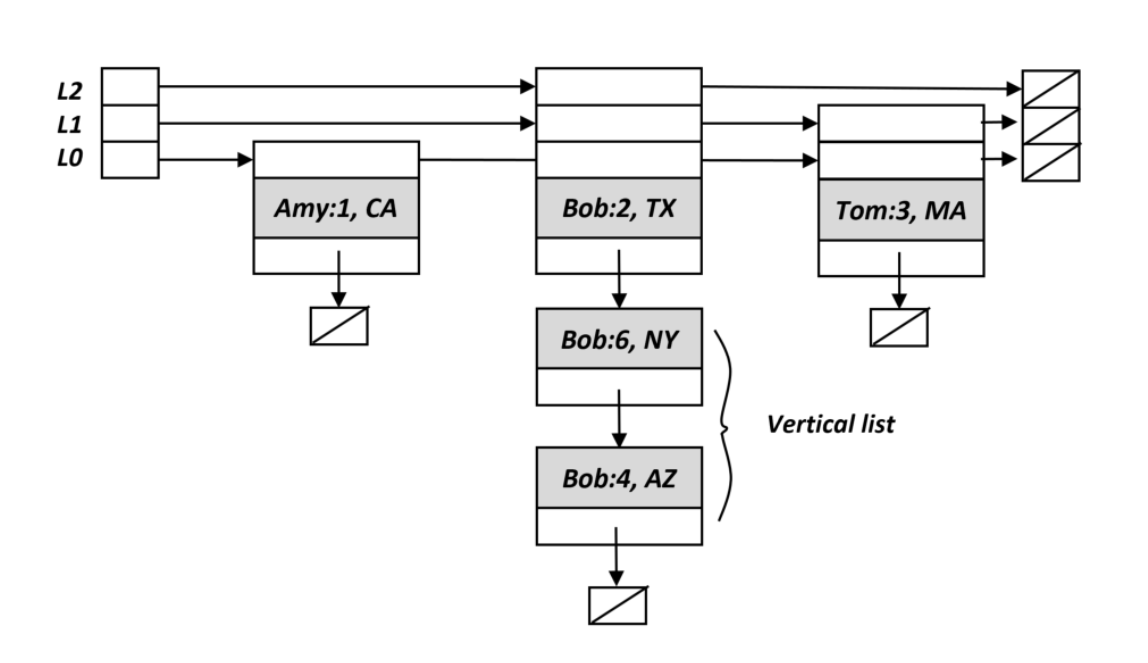 L2
L1
L0
Amy:1, CA
Bob:2, TX
Tom:3, MA
Bob:6, NY
Vertical list
Bob:4, AZ